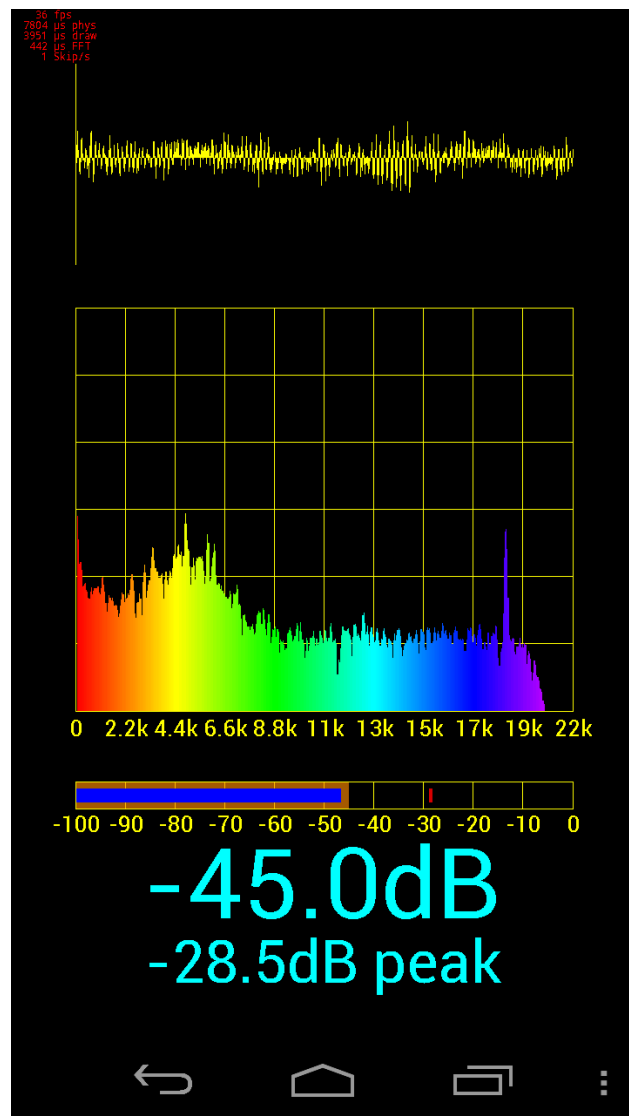 36 fps
7804 µs phys
3951 µs draw
442 µs FFT
1 Skip/s
0 2.2k 4.4k 6.6k 8.8k 11k 13k 15k 17k 19k 22k
-100 -90 -80 -70 -60 -50 -40 -30 -20 -10 0
-45.0dB
-28.5dB peak